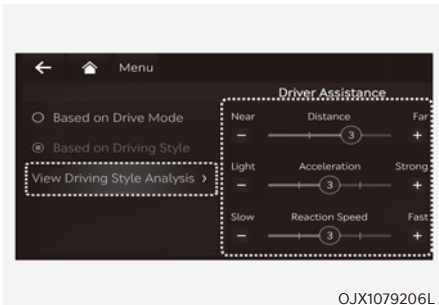 Menu
Driver Assistance
Based on Drive Mode
Based on Driving Style
View Driving Style Analysis >
Near Distance Far
- 3 +
Light Acceleration Strong
- 3 +
Slow Reaction Speed Fast
- 3 +
OJX1079206L